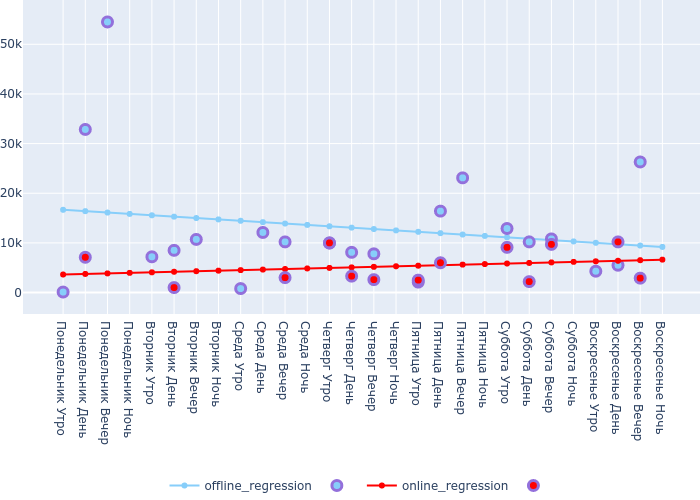 50k
40k
30k
20k
10k
0
Понедельник Утро
Понедельник День
Понедельник Вечер
Понедельник Ночь
Вторник Утро
Вторник День
Вторник Вечер
Вторник Ночь
Среда Утро
Среда День
Среда Вечер
Среда Ночь
Четверг Утро
Четверг День
Четверг Вечер
Четверг Ночь
Пятница Утро
Пятница День
Пятница Вечер
Пятница Ночь
Суббота Утро
Суббота День
Суббота Вечер
Суббота Ночь
Воскресенье Утро
Воскресенье День
Воскресенье Вечер
Воскресенье Ночь
offline_regression online_regression